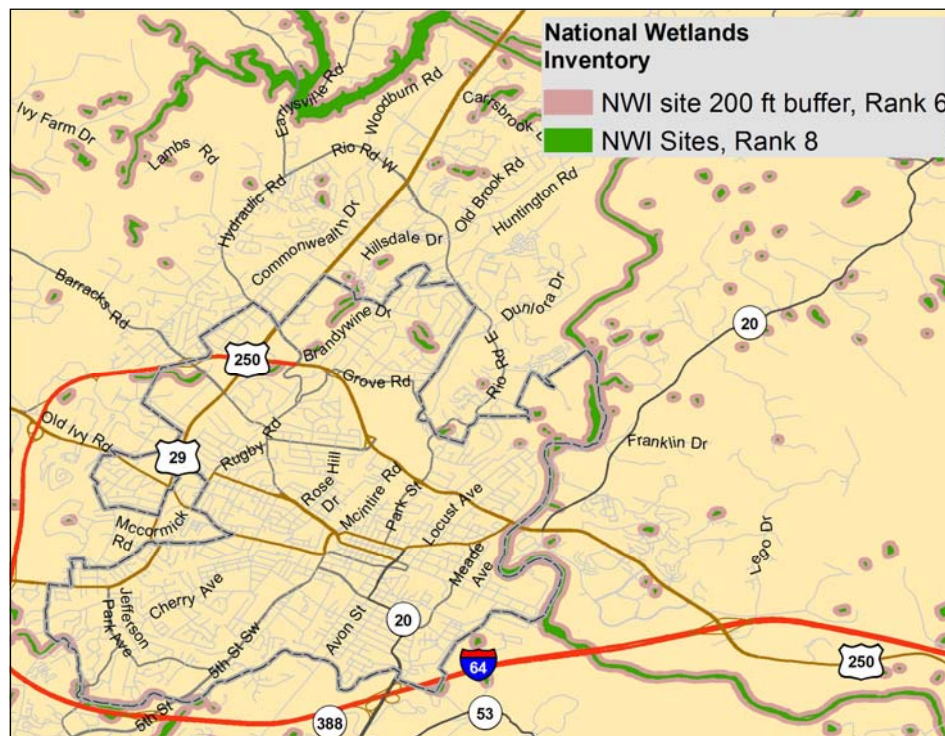 National Wetlands
Inventory
NWI site 200 ft buffer, Rank 6
NWI Sites, Rank 8
Earlysville Rd
Woodburn Rd
Carrsbrook
Ivy Farm Dr
Lambs Rd
Rio Rd W
Old Brook Rd
Huntington Rd
Hydraulic Rd
Commonwealth Dr
Hillsdale Dr
Barracks Rd
Brandywine Dr
Dunlora Dr
20
250
Grove Rd
Rio Rd E
Old Ivy Rd
29
Rugby Rd
Rose Hill
Dr
Mcintire Rd
Park St
Locust Ave
Franklin Dr
Mccormick
Rd
Meade
Ave
Lego Dr
Jefferson
Park Ave
Cherry Ave
5th St Sw
Avon St
20
64
250
5th St
388
53